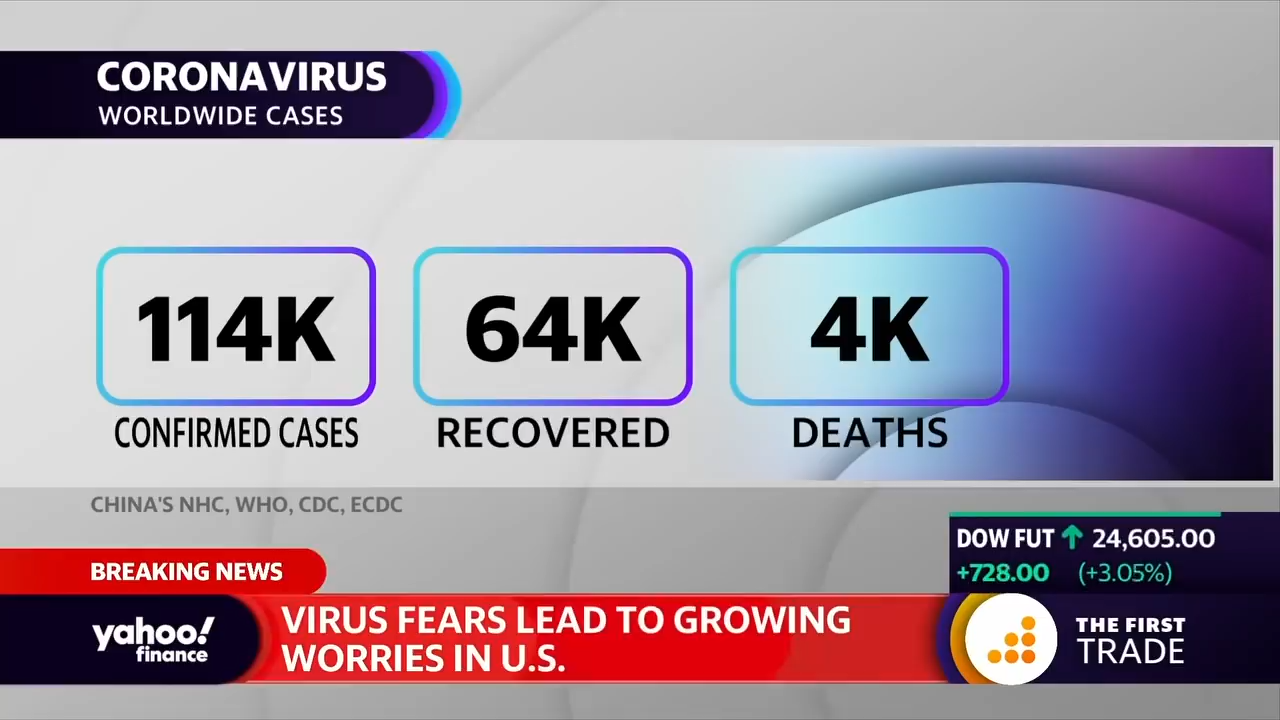 CORONAVIRUS
WORLDWIDE CASES
114K
CONFIRMED CASES
64K
RECOVERED
4K
DEATHS
CHINA'S NHC, WHO, CDC, ECDC
BREAKING NEWS
yahoo!
finance
VIRUS FEARS LEAD TO GROWING
WORRIES IN U.S.
DOW FUT 24,605.00
+728.00 (+3.05%)
THE FIRST
TRADE